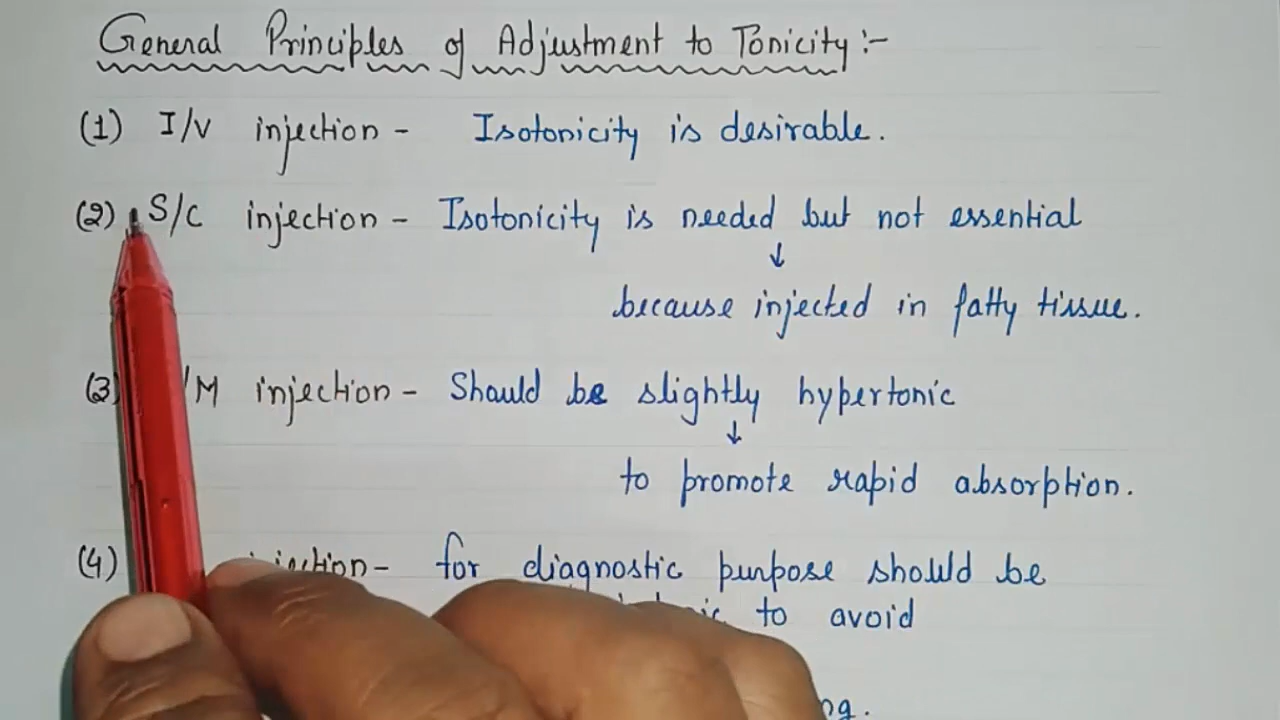 General Principles of Adjustment to Tonicity :-
(1) I/V injection - Isotonicity is desirable.
(2) S/C injection - Isotonicity is needed but not essential
↓
because injected in fatty tissue.
(3) /M injection - Should be slightly hypertonic
↓
to promote rapid absorption.
(4) injection - for diagnostic purpose should be
to avoid